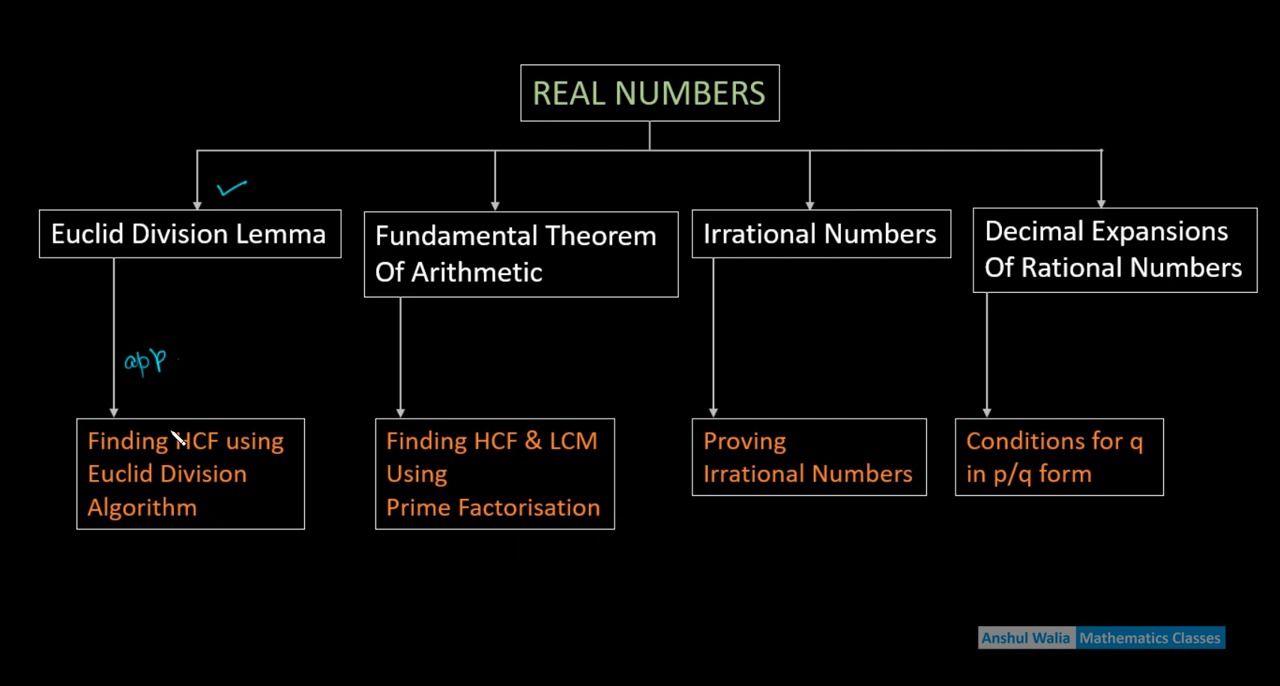 REAL NUMBERS
Euclid Division Lemma
Fundamental Theorem
Of Arithmetic
Irrational Numbers
Decimal Expansions
Of Rational Numbers
app
Finding HCF using
Euclid Division
Algorithm
Finding HCF & LCM
Using
Prime Factorisation
Proving
Irrational Numbers
Conditions for q
in p/q form
Anshul Walia Mathematics Classes